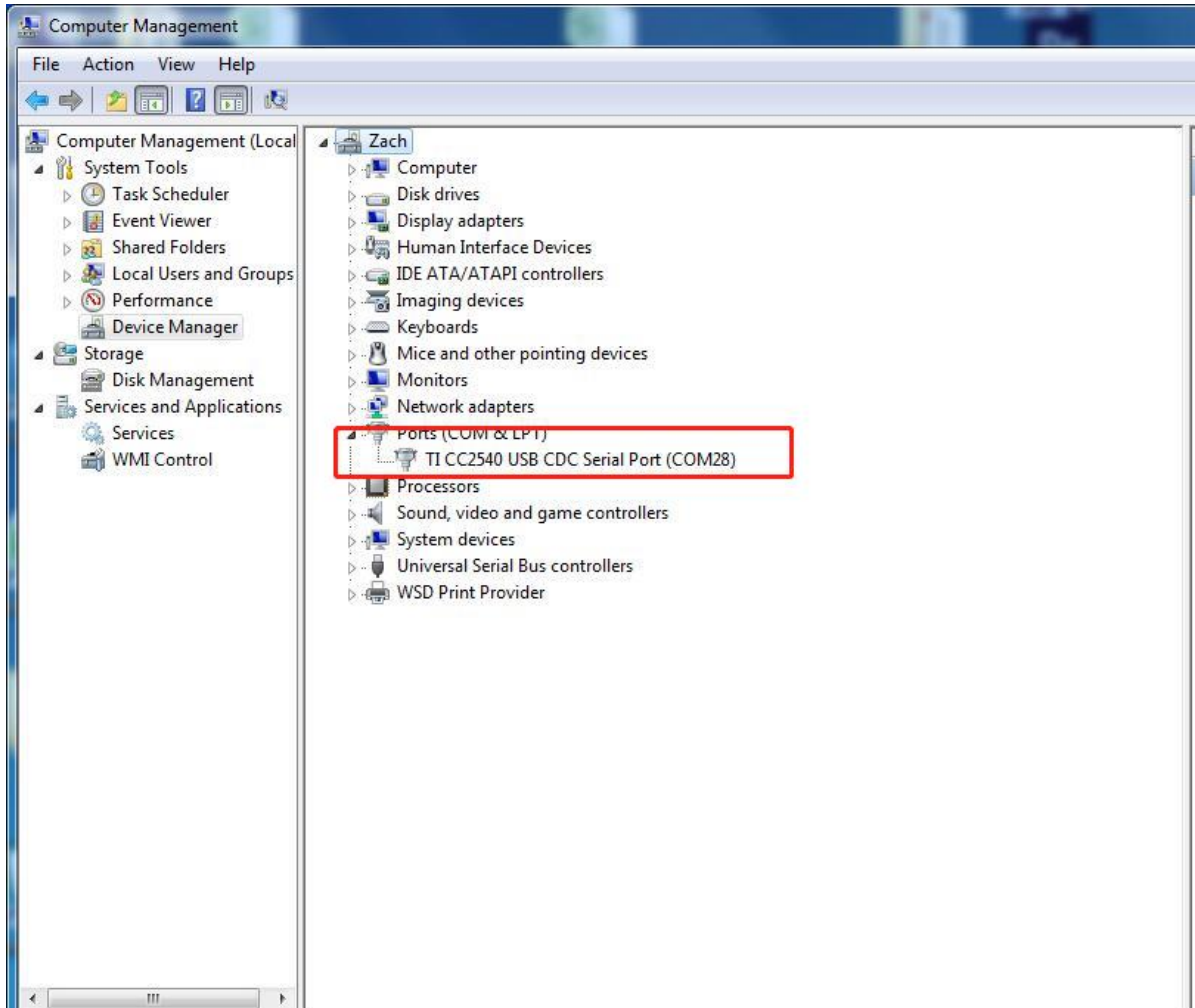 Computer Management
File Action View Help
Computer Management (Local
System Tools
Task Scheduler
Event Viewer
Shared Folders
Local Users and Groups
Performance
Device Manager
Storage
Disk Management
Services and Applications
Services
WMI Control
Zach
Computer
Disk drives
Display adapters
Human Interface Devices
IDE ATA/ATAPI controllers
Imaging devices
Keyboards
Mice and other pointing devices
Monitors
Network adapters
Ports (COM & LPT)
TI CC2540 USB CDC Serial Port (COM28)
Processors
Sound, video and game controllers
System devices
Universal Serial Bus controllers
WSD Print Provider